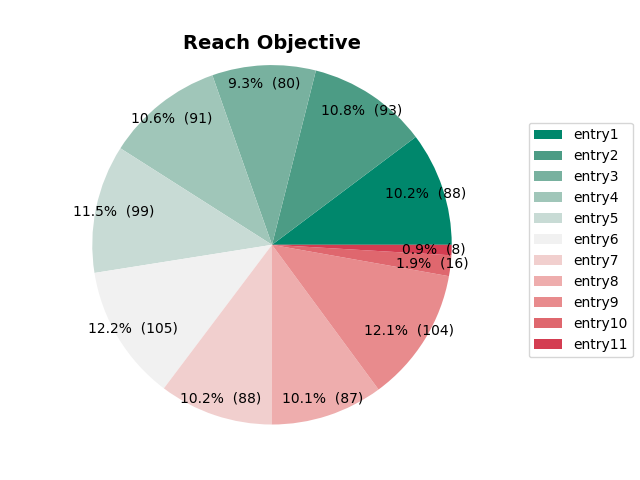 Reach Objective
9.3%  (80)
10.8%  (93)
10.6%  (91)
10.2%  (88)
11.5%  (99)
0.9%  (8)
1.9%  (16)
12.2%  (105)
12.1%  (104)
10.2%  (88)
10.1%  (87)
entry1
entry2
entry3
entry4
entry5
entry6
entry7
entry8
entry9
entry10
entry11